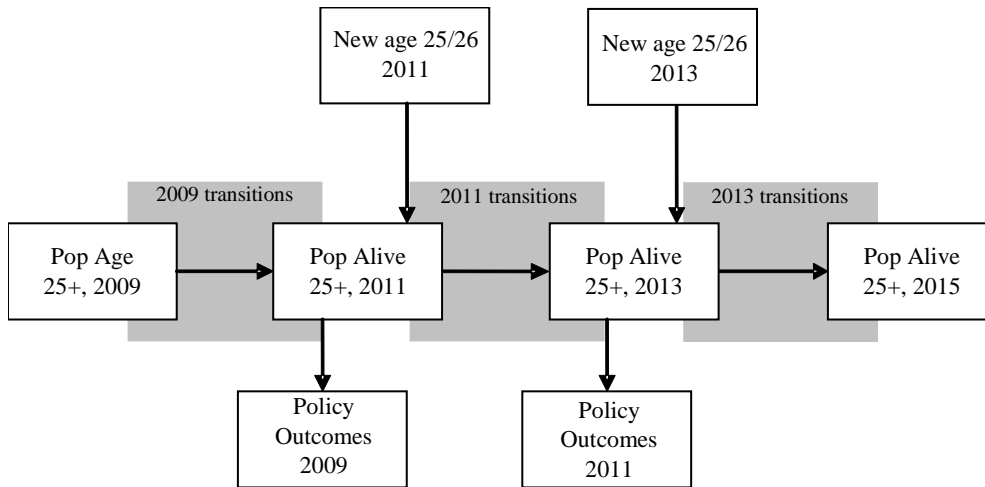 New age 25/26
2011
New age 25/26
2013
2009 transitions
2011 transitions
2013 transitions
Pop Age
25+, 2009
Pop Alive
25+, 2011
Pop Alive
25+, 2013
Pop Alive
25+, 2015
Policy
Outcomes
2009
Policy
Outcomes
2011